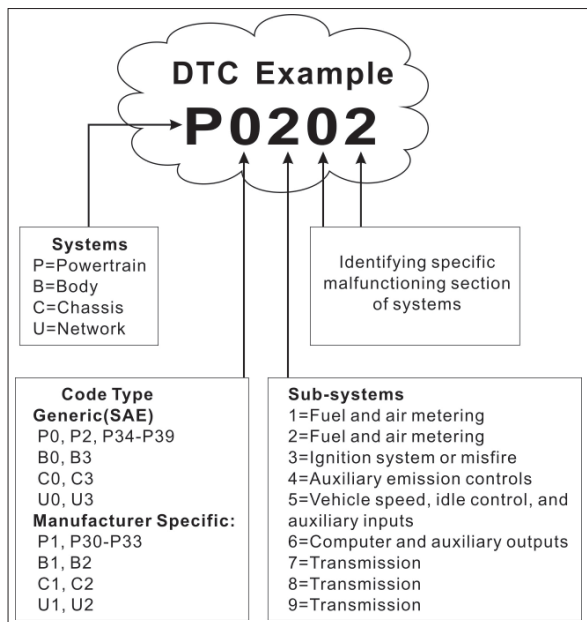 DTC Example
P0202
Systems
P=Powertrain
B=Body
C=Chassis
U=Network
Identifying specific
malfunctioning section
of systems
Code Type
Generic(SAE)
P0, P2, P34-P39
B0, B3
C0, C3
U0, U3
Manufacturer Specific:
P1, P30-P33
B1, B2
C1, C2
U1, U2
Sub-systems
1=Fuel and air metering
2=Fuel and air metering
3=Ignition system or misfire
4=Auxiliary emission controls
5=Vehicle speed, idle control, and
auxiliary inputs
6=Computer and auxiliary outputs
7=Transmission
8=Transmission
9=Transmission